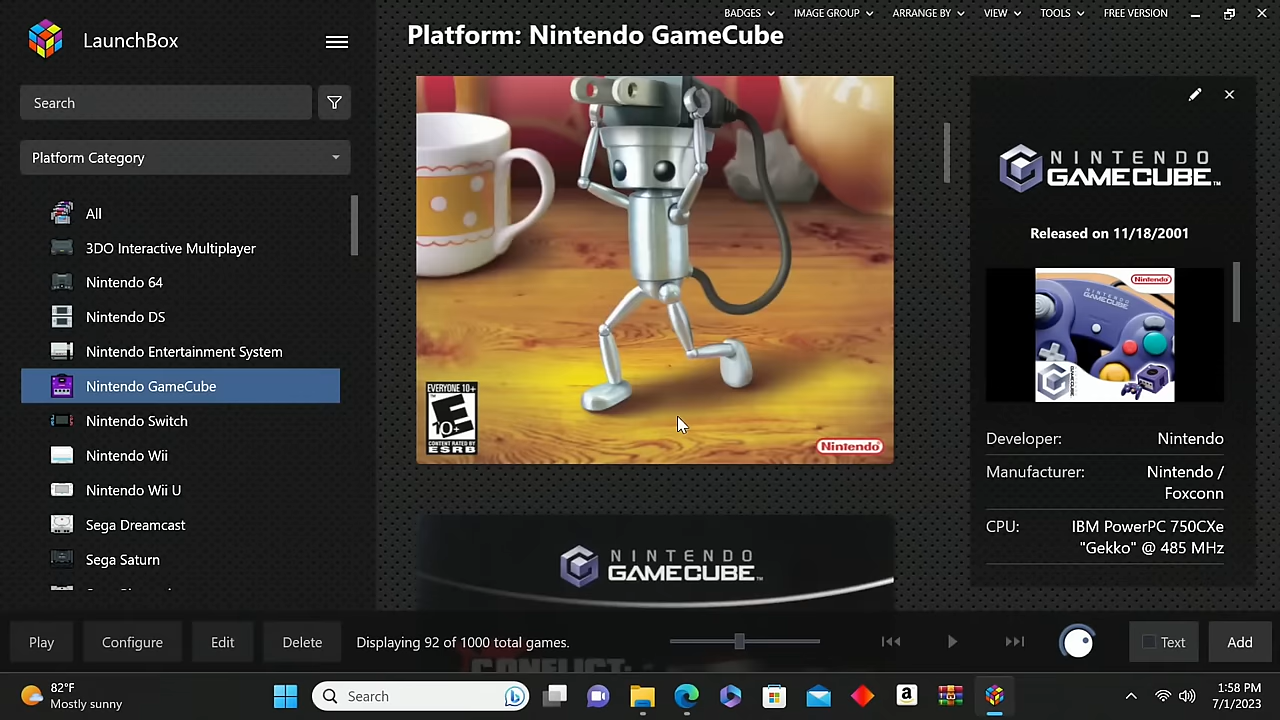 BADGES
IMAGE GROUP
ARRANGE BY
VIEW
TOOLS
FREE VERSION
LaunchBox
Platform: Nintendo GameCube
Search
Platform Category
All
3DO Interactive Multiplayer
Nintendo 64
Nintendo DS
Nintendo Entertainment System
Nintendo GameCube
Nintendo Switch
Nintendo Wii
Nintendo Wii U
Sega Dreamcast
Sega Saturn
EVERYONE 10+
E
10+
CONTENT RATED BY
ESRB
Nintendo
NINTENDO
GAMECUBE™
CONFLICT:
NINTENDO
GAMECUBE™
Released on 11/18/2001
Nintendo
NINTENDO
GAMECUBE
Developer: Nintendo
Manufacturer: Nintendo /
Foxconn
CPU: IBM PowerPC 750CXe
"Gekko" @ 485 MHz
Play
Configure
Edit
Delete
Displaying 92 of 1000 total games.
Text
Add
82°F
Mostly sunny
Search
1:58 PM
7/1/2023